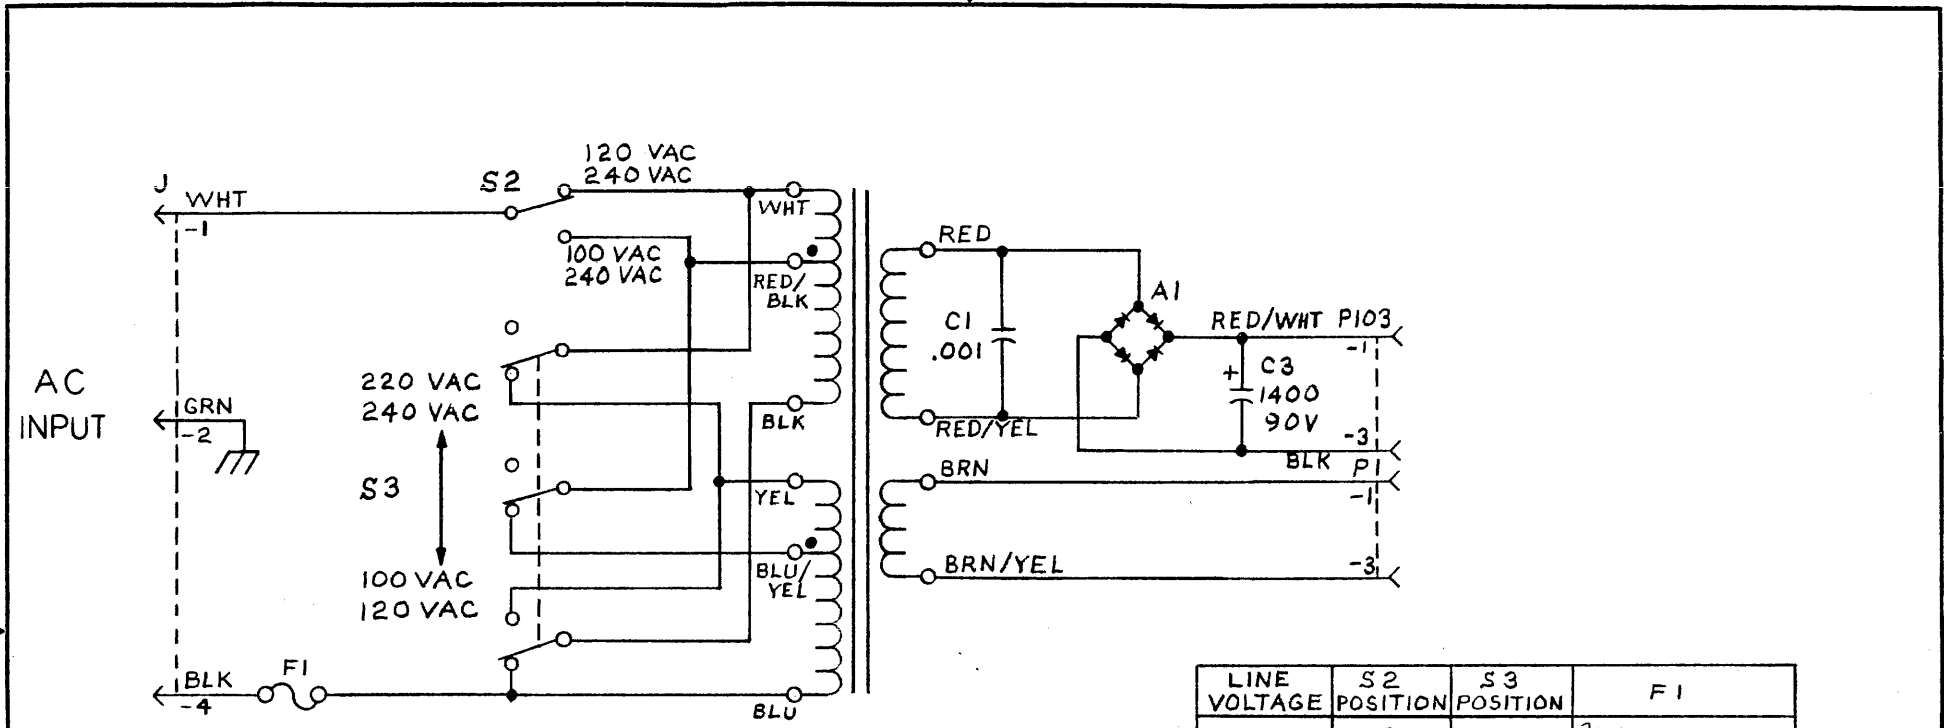 120 VAC
240 VAC
J
WHT
-1
S2
WHT
100 VAC
240 VAC
RED/
BLK
RED
C1
.001
A1
RED/WHT P103
-1
C3
+
1400
90V
-3
BLK
AC
INPUT
GRN
-2
220 VAC
240 VAC
BLK
RED/YEL
S3
YEL
BRN
P1
-1
100 VAC
120 VAC
BLU/
YEL
BRN/YEL
-3
BLK
-4
F1
BLU
LINE
VOLTAGE
S2
POSITION
S3
POSITION
F1